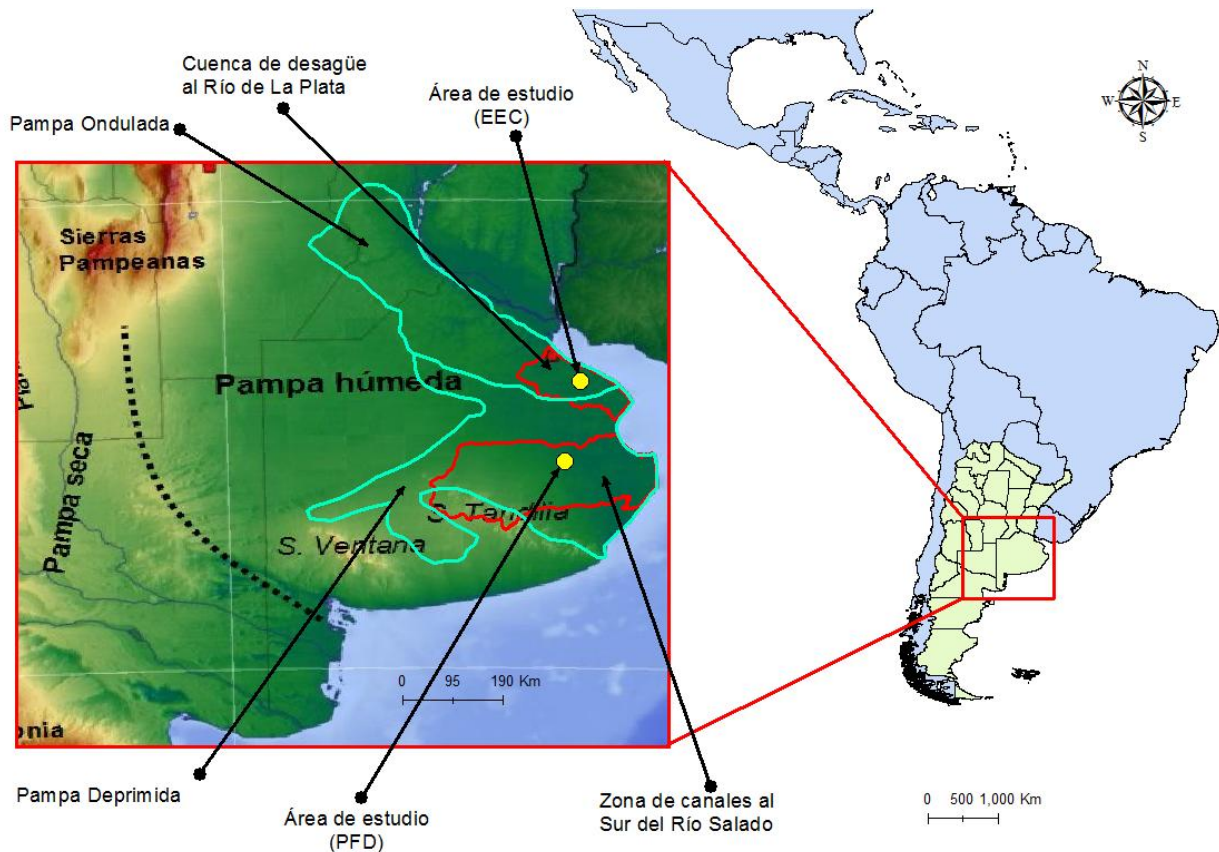 Cuenca de desagüe
al Río de La Plata
Área de estudio
(EEC)
Pampa Ondulada
N
W
E
S
Sierras
Pampeanas
Pampa húmeda
Pampa seca
S. Tandilia
S. Ventana
0 95 190 Km
onia
Pampa Deprimida
Área de estudio
(PFD)
Zona de canales al
Sur del Río Salado
0 500 1,000 Km